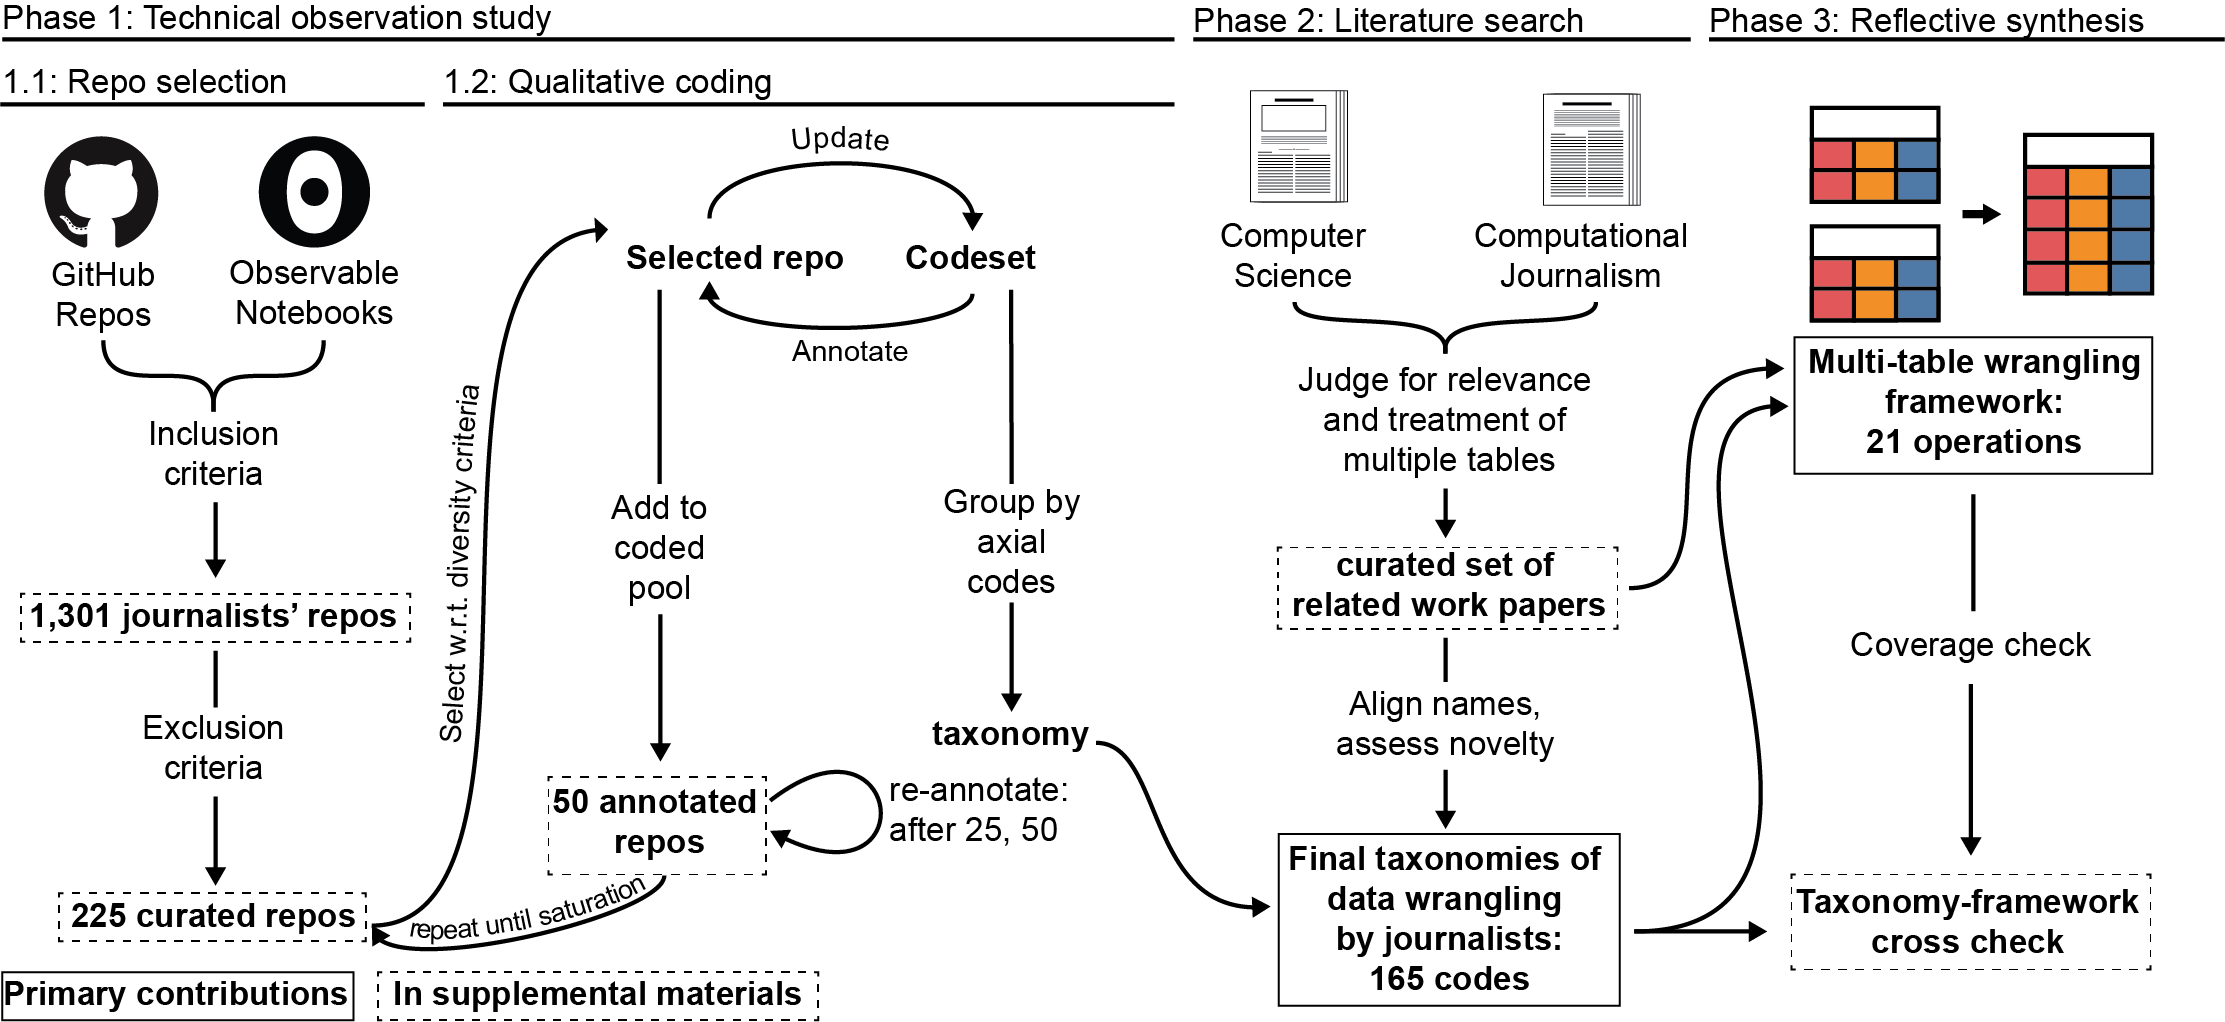 Phase 1: Technical observation study
1.1: Repo selection
GitHub
Repos
Observable
Notebooks
Inclusion
criteria
1,301 journalists’ repos
Exclusion
criteria
225 curated repos
Select w.r.t. diversity criteria
1.2: Qualitative coding
Update
Selected repo
Codeset
Annotate
Add to
coded
pool
Group by
axial
codes
taxonomy
50 annotated
repos
re-annotate:
after 25, 50
repeat until saturation
Phase 2: Literature search
Computer
Science
Computational
Journalism
Judge for relevance
and treatment of
multiple tables
curated set of
related work papers
Align names,
assess novelty
Final taxonomies of
data wrangling
by journalists:
165 codes
Phase 3: Reflective synthesis
Multi-table wrangling
framework:
21 operations
Coverage check
Taxonomy-framework
cross check
Primary contributions
In supplemental materials